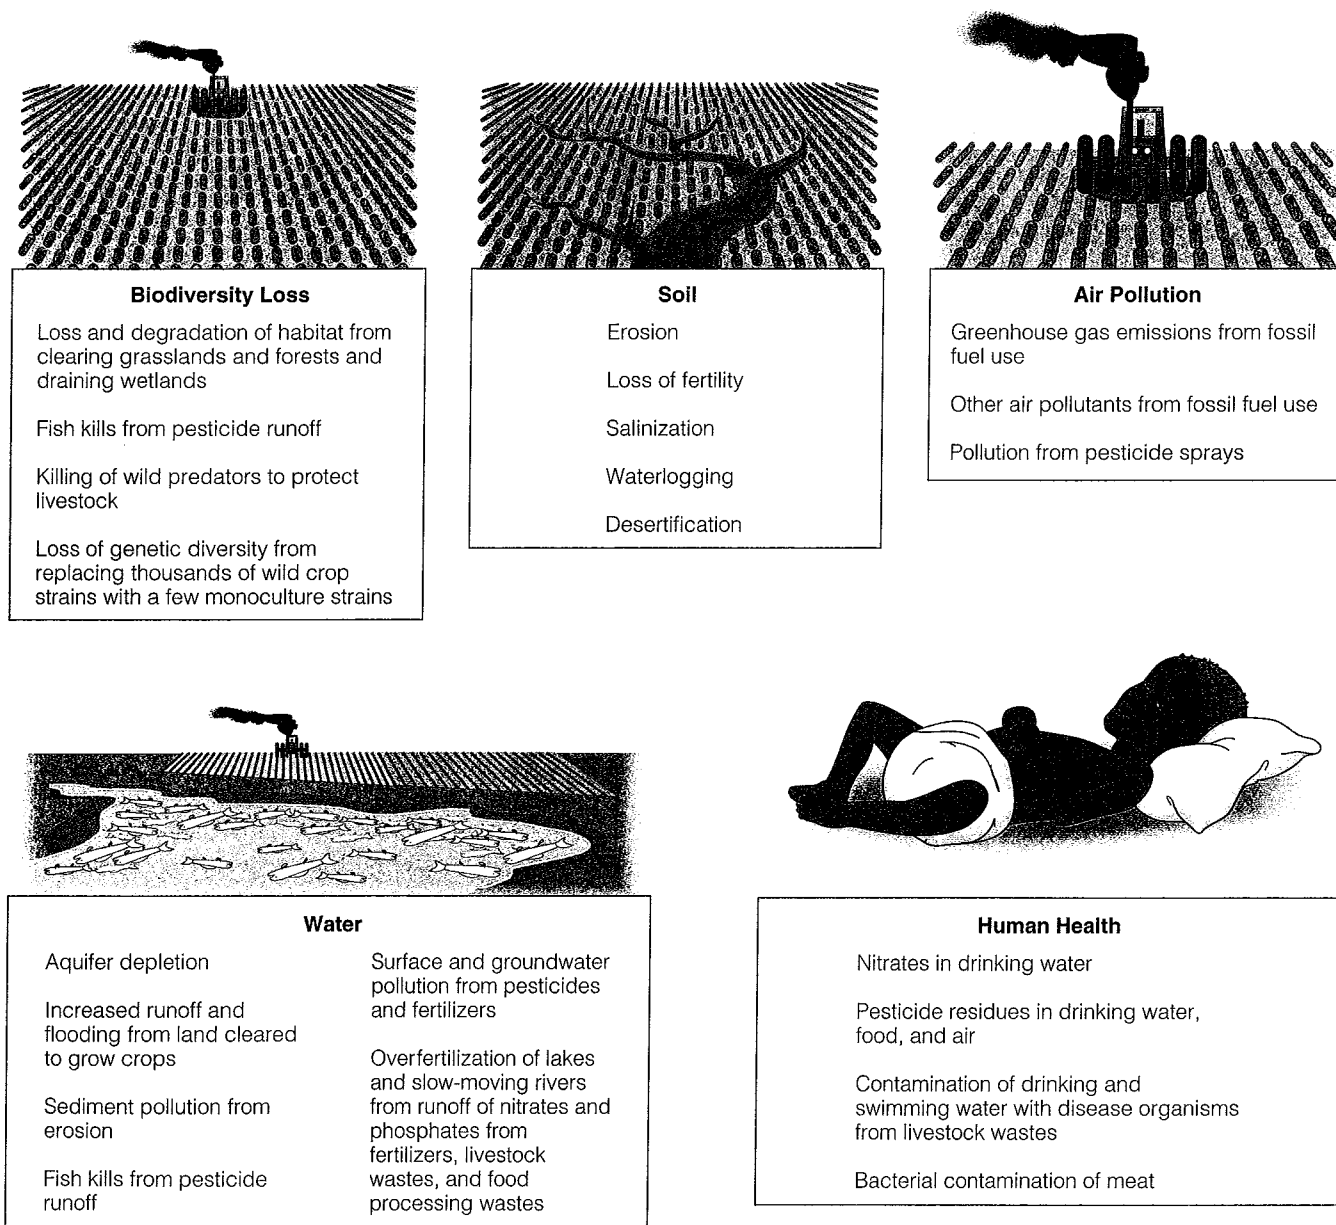 Biodiversity Loss
Loss and degradation of habitat from
clearing grasslands and forests and
draining wetlands
Fish kills from pesticide runoff
Killing of wild predators to protect
livestock
Loss of genetic diversity from
replacing thousands of wild crop
strains with a few monoculture strains
Soil
Erosion
Loss of fertility
Salinization
Waterlogging
Desertification
Air Pollution
Greenhouse gas emissions from fossil
fuel use
Other air pollutants from fossil fuel use
Pollution from pesticide sprays
Water
Aquifer depletion
Increased runoff and
flooding from land cleared
to grow crops
Sediment pollution from
erosion
Fish kills from pesticide
runoff
Surface and groundwater
pollution from pesticides
and fertilizers
Overfertilization of lakes
and slow-moving rivers
from runoff of nitrates and
phosphates from
fertilizers, livestock
wastes, and food
processing wastes
Human Health
Nitrates in drinking water
Pesticide residues in drinking water,
food, and air
Contamination of drinking and
swimming water with disease organisms
from livestock wastes
Bacterial contamination of meat